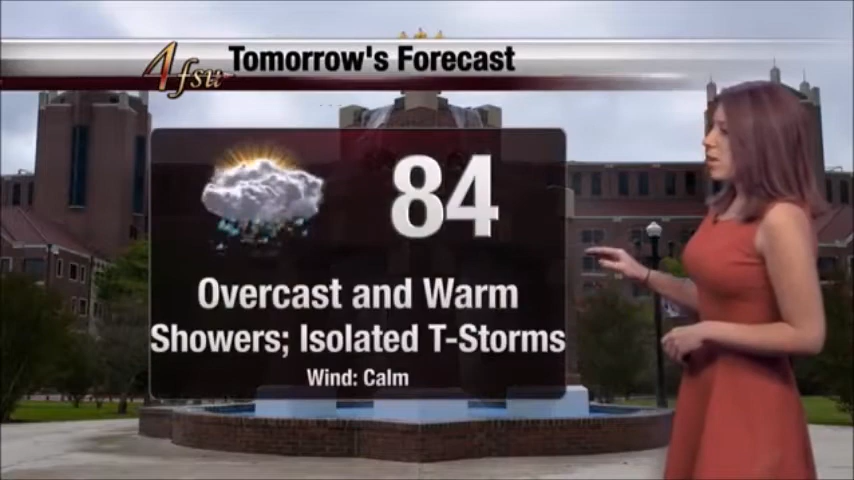 4fsu
Tomorrow's Forecast
84
Overcast and Warm
Showers; Isolated T-Storms
Wind: Calm